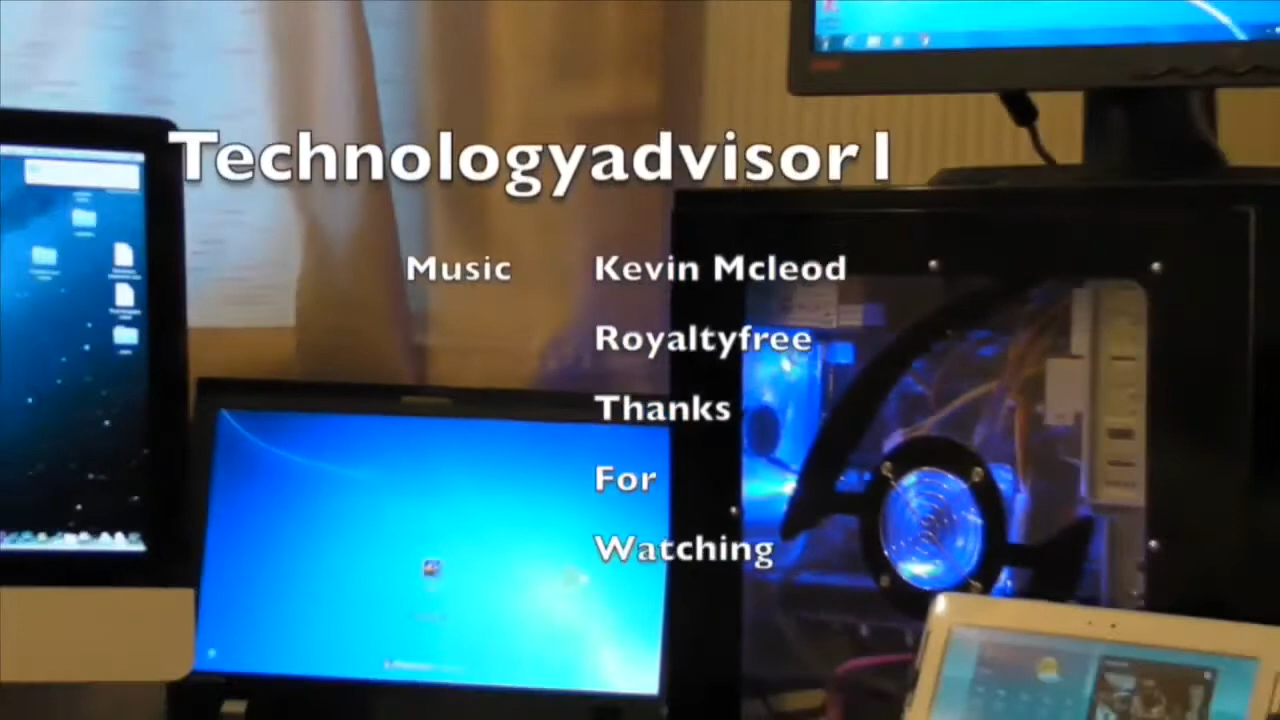 Technologyadvisor1
Music Kevin Mcleod
Royaltyfree
Thanks
For
Watching